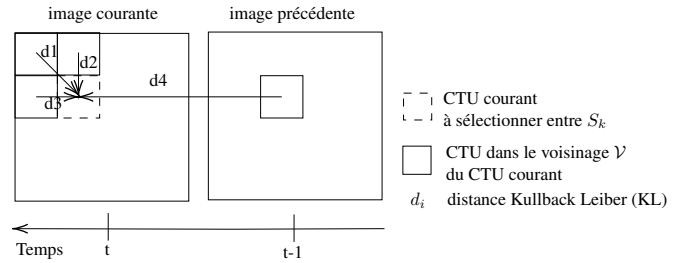 image courante
image précédente
d1
d2
d4
d3
CTU courant
à sélectionner entre S_k
CTU dans le voisinage 𝒱
du CTU courant
d_i distance Kullback Leiber (KL)
Temps
t
t-1